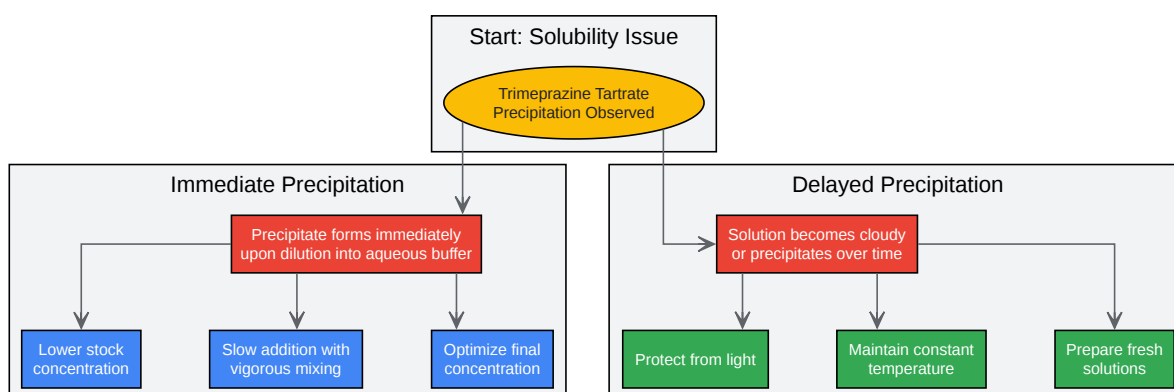 Start: Solubility Issue
Trimeprazine Tartrate
Precipitation Observed
Immediate Precipitation
Precipitate forms immediately
upon dilution into aqueous buffer
Lower stock
concentration
Slow addition with
vigorous mixing
Optimize final
concentration
Delayed Precipitation
Solution becomes cloudy
or precipitates over time
Protect from light
Maintain constant
temperature
Prepare fresh
solutions